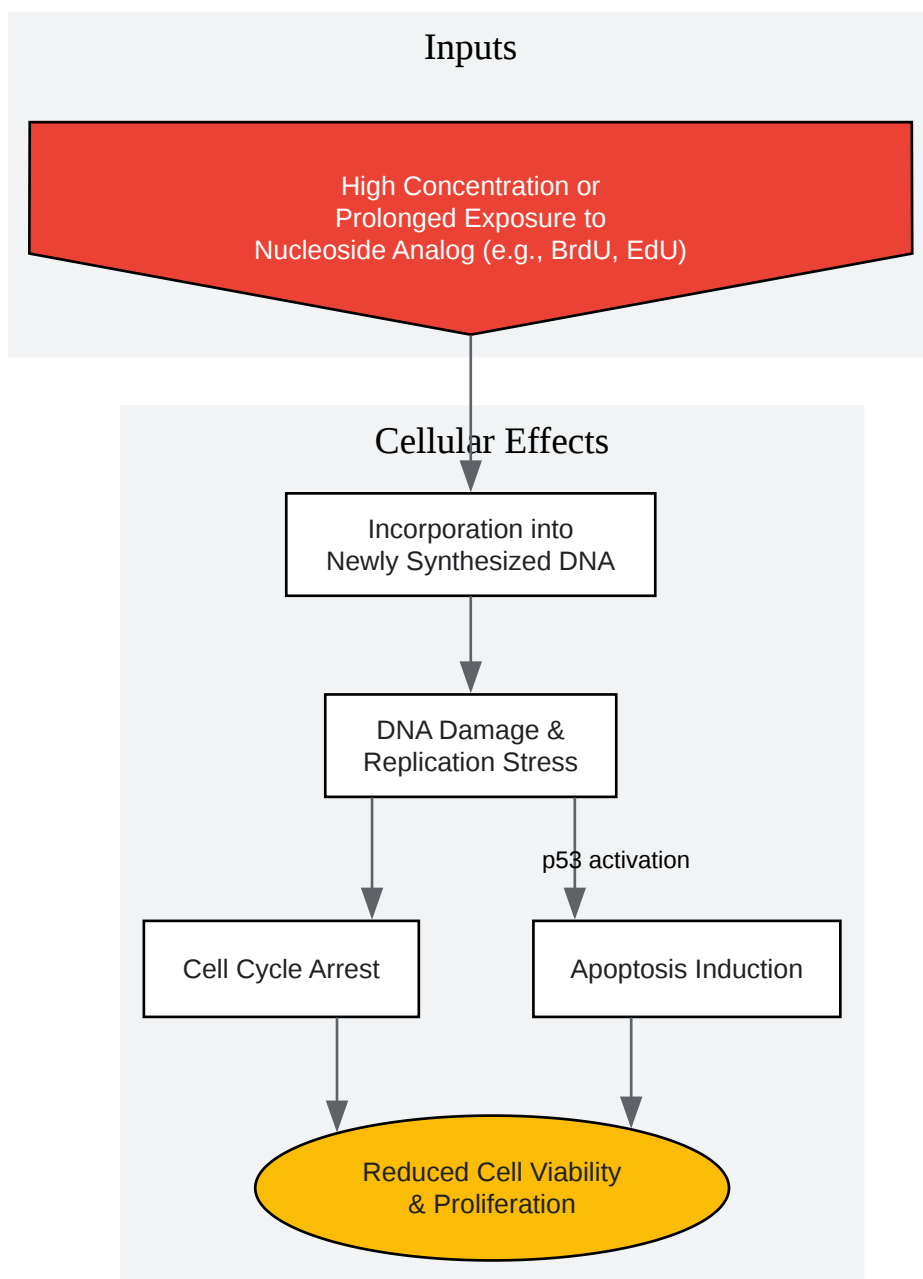 Inputs
High Concentration or
Prolonged Exposure to
Nucleoside Analog (e.g., BrdU, EdU)
Cellular Effects
Incorporation into
Newly Synthesized DNA
DNA Damage &
Replication Stress
p53 activation
Cell Cycle Arrest
Apoptosis Induction
Reduced Cell Viability
& Proliferation